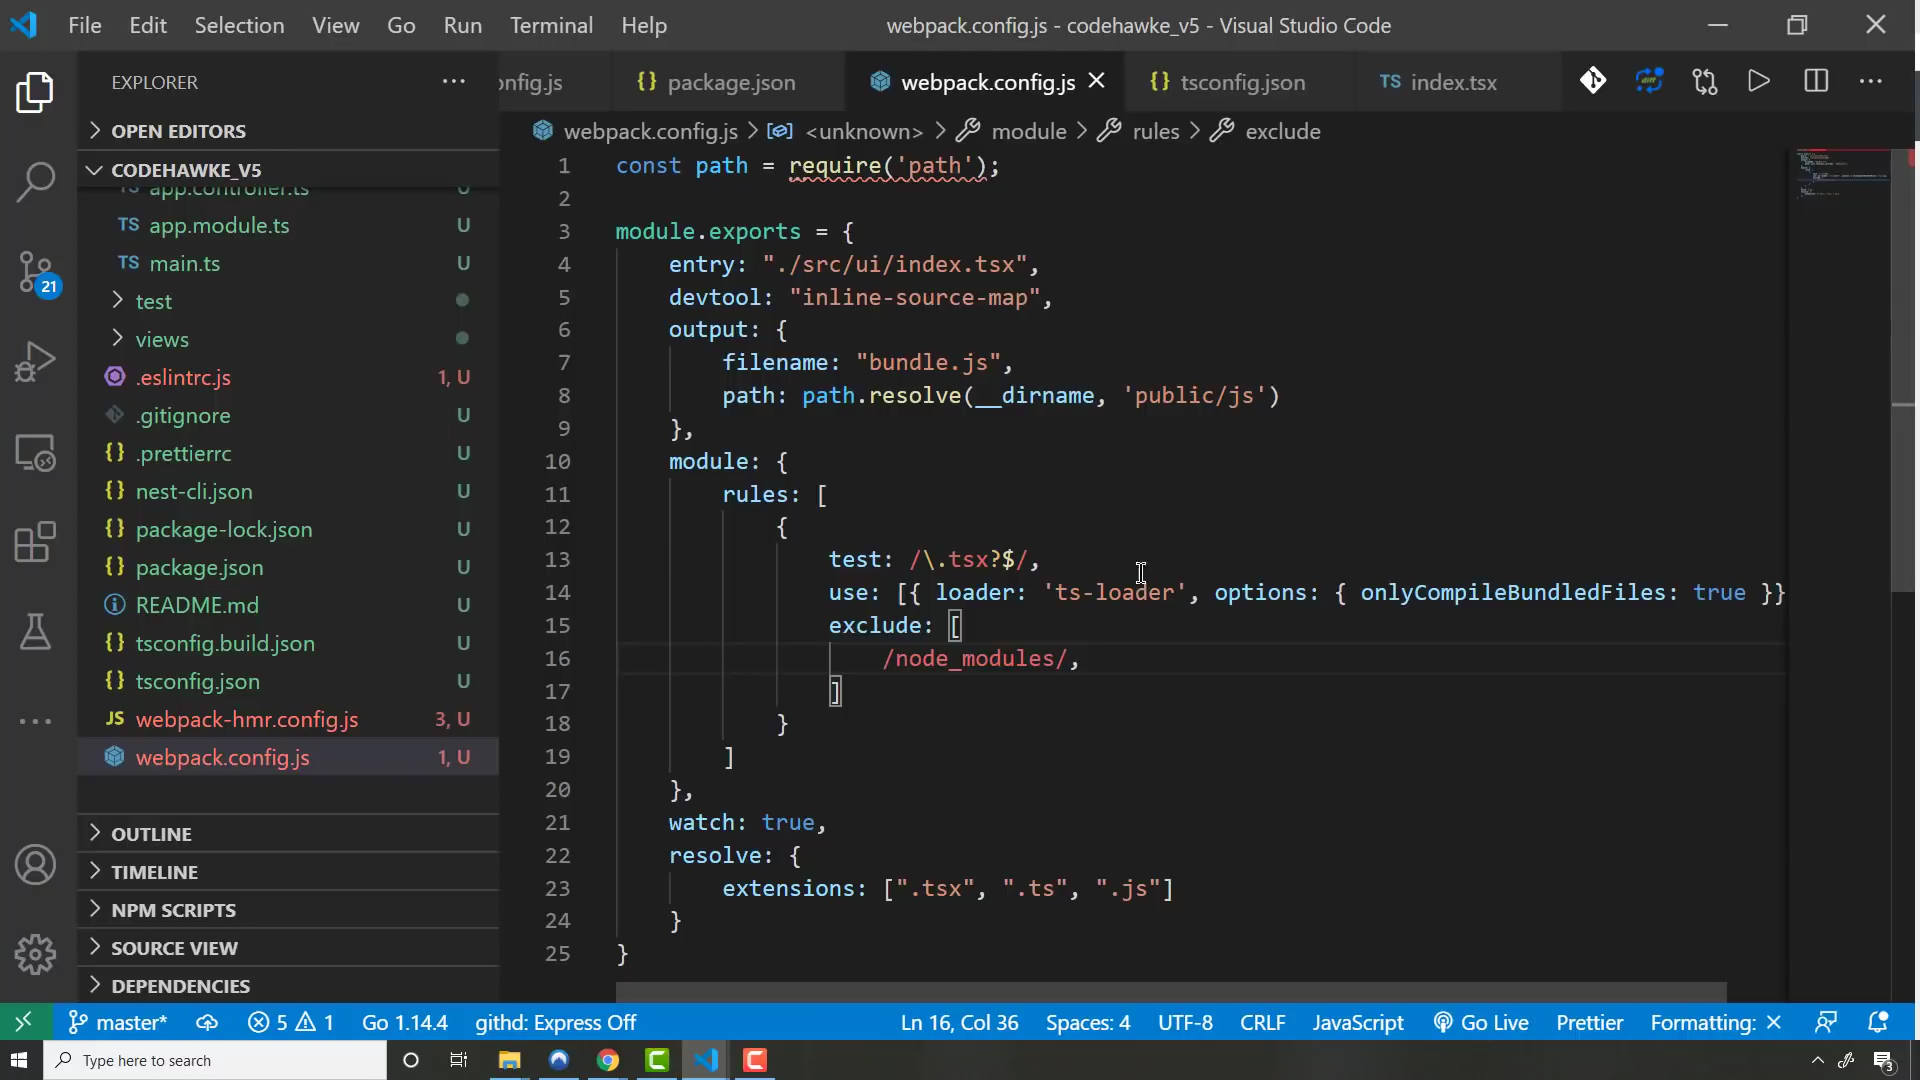 File Edit Selection View Go Run Terminal Help
webpack.config.js - codehawke_v5 - Visual Studio Code
EXPLORER
OPEN EDITORS
CODEHAWKE_V5
app.controller.ts
TS app.module.ts U
TS main.ts U
test
views
.eslintrc.js 1, U
.gitignore U
{} .prettierrc U
{} nest-cli.json U
{} package-lock.json U
{} package.json U
README.md U
{} tsconfig.build.json U
{} tsconfig.json U
JS webpack-hmr.config.js 3, U
webpack.config.js 1, U
OUTLINE
TIMELINE
NPM SCRIPTS
SOURCE VIEW
DEPENDENCIES
21
nfig.js {} package.json webpack.config.js {} tsconfig.json TS index.tsx
webpack.config.js > <unknown> > module > rules > exclude
1 const path = require('path');
2
3 module.exports = {
4 entry: "./src/ui/index.tsx",
5 devtool: "inline-source-map",
6 output: {
7 filename: "bundle.js",
8 path: path.resolve(__dirname, 'public/js')
9 },
10 module: {
11 rules: [
12 {
13 test: /\.tsx?$/,
14 use: [{ loader: 'ts-loader', options: { onlyCompileBundledFiles: true }}
15 exclude: [
16 /node_modules/,
17 ]
18 }
19 ]
20 },
21 watch: true,
22 resolve: {
23 extensions: [".tsx", ".ts", ".js"]
24 }
25 }
master* 5 1 Go 1.14.4 githd: Express Off Ln 16, Col 36 Spaces: 4 UTF-8 CRLF JavaScript Go Live Prettier Formatting: ×
Type here to search
3